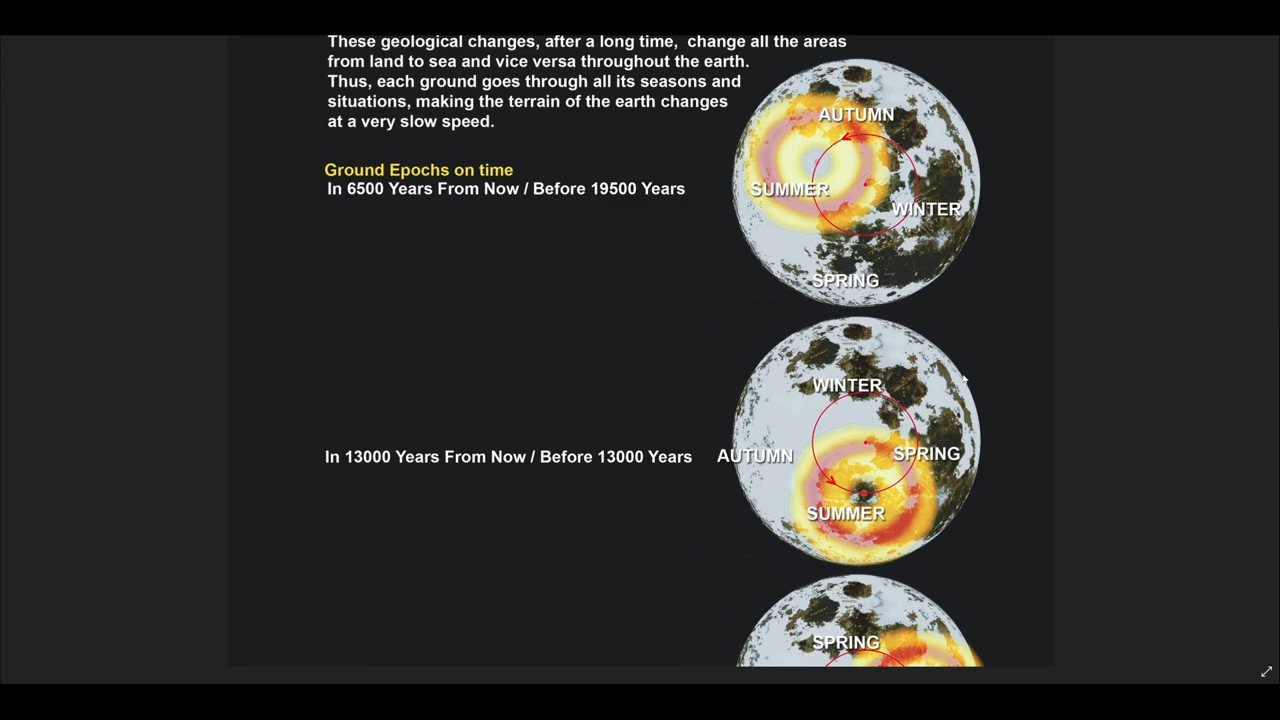 These geological changes, after a long time,  change all the areas
from land to sea and vice versa throughout the earth.
Thus, each ground goes through all its seasons and
situations, making the terrain of the earth changes
at a very slow speed.
Ground Epochs on time
In 6500 Years From Now / Before 19500 Years
AUTUMN
SUMMER
WINTER
SPRING
In 13000 Years From Now / Before 13000 Years
WINTER
AUTUMN
SPRING
SUMMER
SPRING